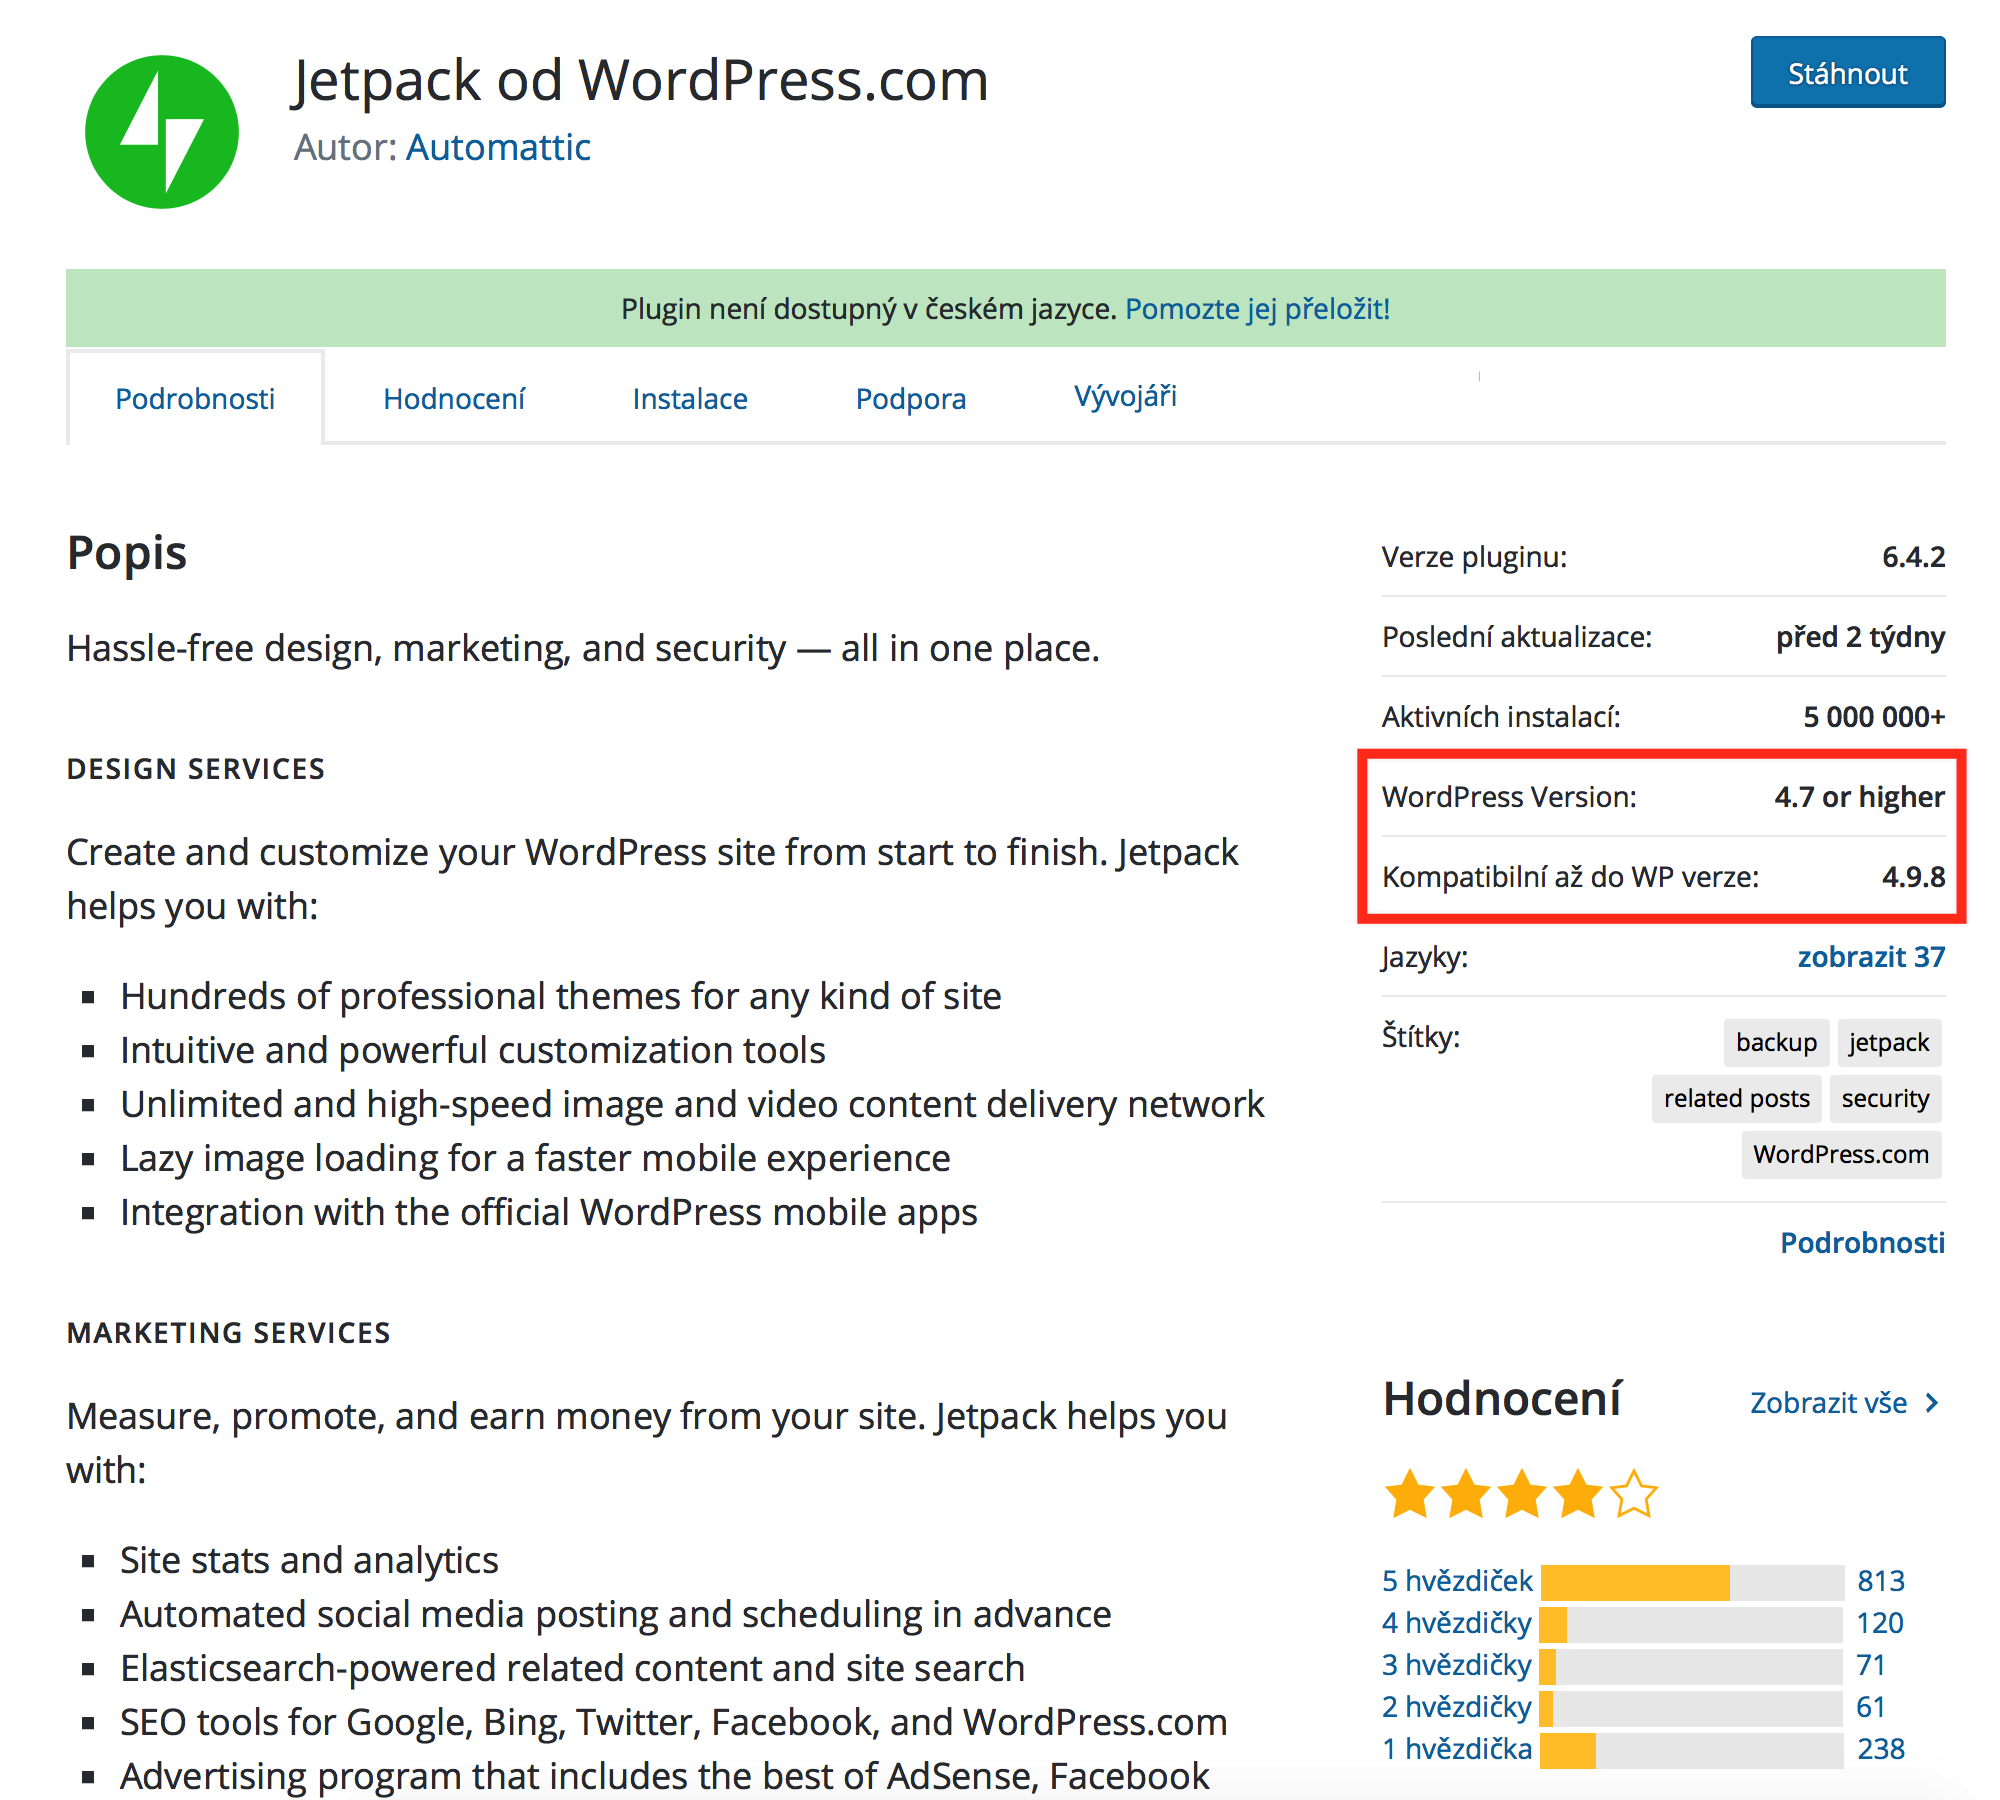 Jetpack od WordPress.com
Autor: Automattic
Stáhnout
Plugin není dostupný v českém jazyce. Pomozte jej přeložit!
Podrobnosti
Hodnocení
Instalace
Podpora
Vývojáři
Popis
Hassle-free design, marketing, and security — all in one place.
DESIGN SERVICES
Create and customize your WordPress site from start to finish. Jetpack
helps you with:
Hundreds of professional themes for any kind of site
Intuitive and powerful customization tools
Unlimited and high-speed image and video content delivery network
Lazy image loading for a faster mobile experience
Integration with the official WordPress mobile apps
MARKETING SERVICES
Measure, promote, and earn money from your site. Jetpack helps you
with:
Site stats and analytics
Automated social media posting and scheduling in advance
Elasticsearch-powered related content and site search
SEO tools for Google, Bing, Twitter, Facebook, and WordPress.com
Advertising program that includes the best of AdSense, Facebook
Verze pluginu: 6.4.2
Poslední aktualizace: před 2 týdny
Aktivních instalací: 5 000 000+
WordPress Version: 4.7 or higher
Kompatibilní až do WP verze: 4.9.8
Jazyky: zobrazit 37
Štítky: backup jetpack
related posts security
WordPress.com
Podrobnosti
Hodnocení
Zobrazit vše
5 hvězdiček 813
4 hvězdičky 120
3 hvězdičky 71
2 hvězdičky 61
1 hvězdička 238